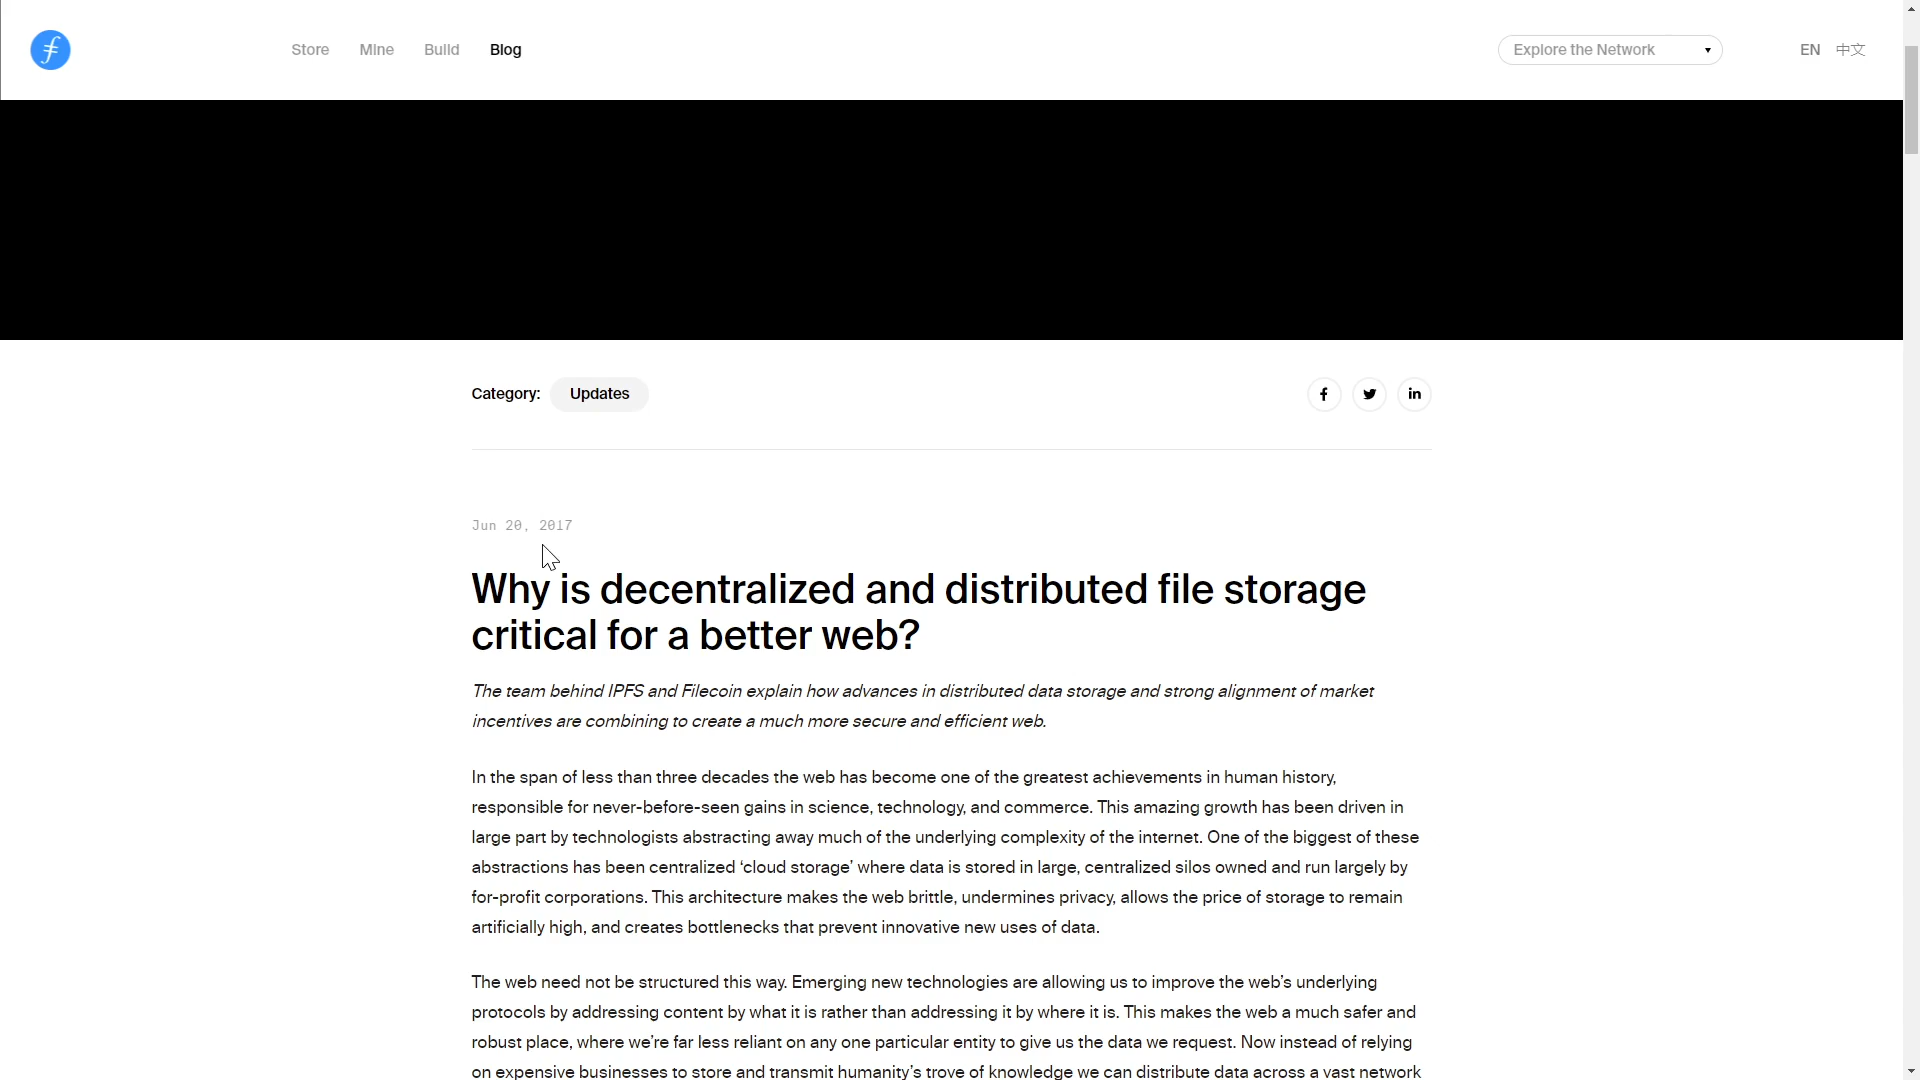 Store Mine Build Blog Explore the Network EN 中文
Category: Updates
Jun 20, 2017
Why is decentralized and distributed file storage
critical for a better web?
The team behind IPFS and Filecoin explain how advances in distributed data storage and strong alignment of market
incentives are combining to create a much more secure and efficient web.
In the span of less than three decades the web has become one of the greatest achievements in human history,
responsible for never-before-seen gains in science, technology, and commerce. This amazing growth has been driven in
large part by technologists abstracting away much of the underlying complexity of the internet. One of the biggest of these
abstractions has been centralized ‘cloud storage’ where data is stored in large, centralized silos owned and run largely by
for-profit corporations. This architecture makes the web brittle, undermines privacy, allows the price of storage to remain
artificially high, and creates bottlenecks that prevent innovative new uses of data.
The web need not be structured this way. Emerging new technologies are allowing us to improve the web’s underlying
protocols by addressing content by what it is rather than addressing it by where it is. This makes the web a much safer and
robust place, where we’re far less reliant on any one particular entity to give us the data we request. Now instead of relying
on expensive businesses to store and transmit humanity’s trove of knowledge we can distribute data across a vast network